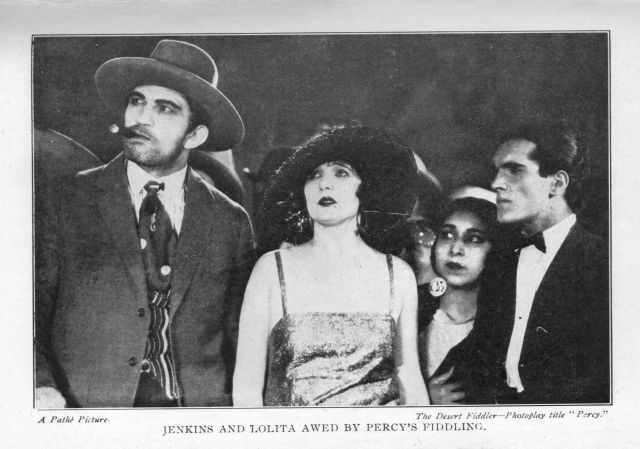 A Pathé Picture.
The Desert Fiddler—Photoplay title "Percy."
JENKINS AND LOLITA AWED BY PERCY'S FIDDLING.